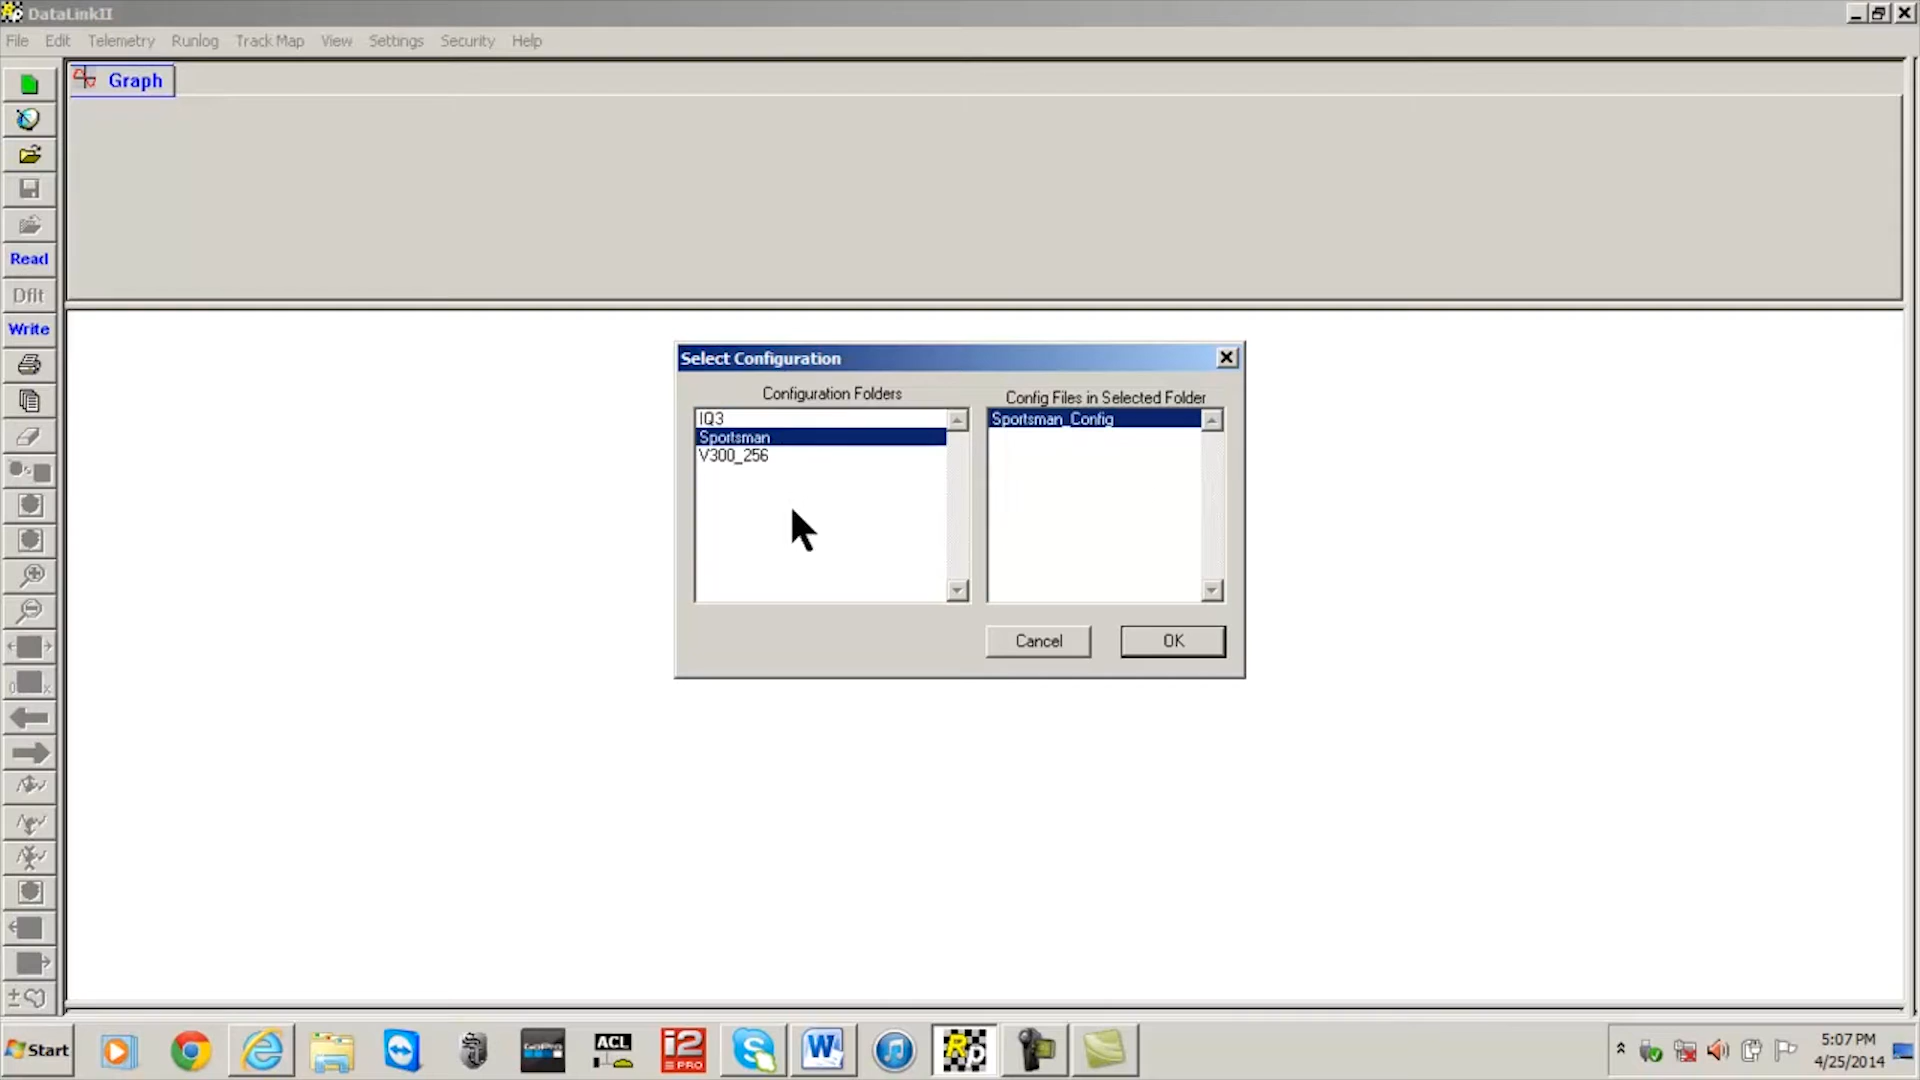 DataLinkII
File Edit Telemetry Runlog Track Map View Settings Security Help
Graph
Read
Dflt
Write
Select Configuration
Configuration Folders
IQ3
Sportsman
V300_256
Config Files in Selected Folder
Sportsman_Config
Cancel
OK
Start
GoPro
ACL
i2
PRO
W
Rp
5:07 PM
4/25/2014